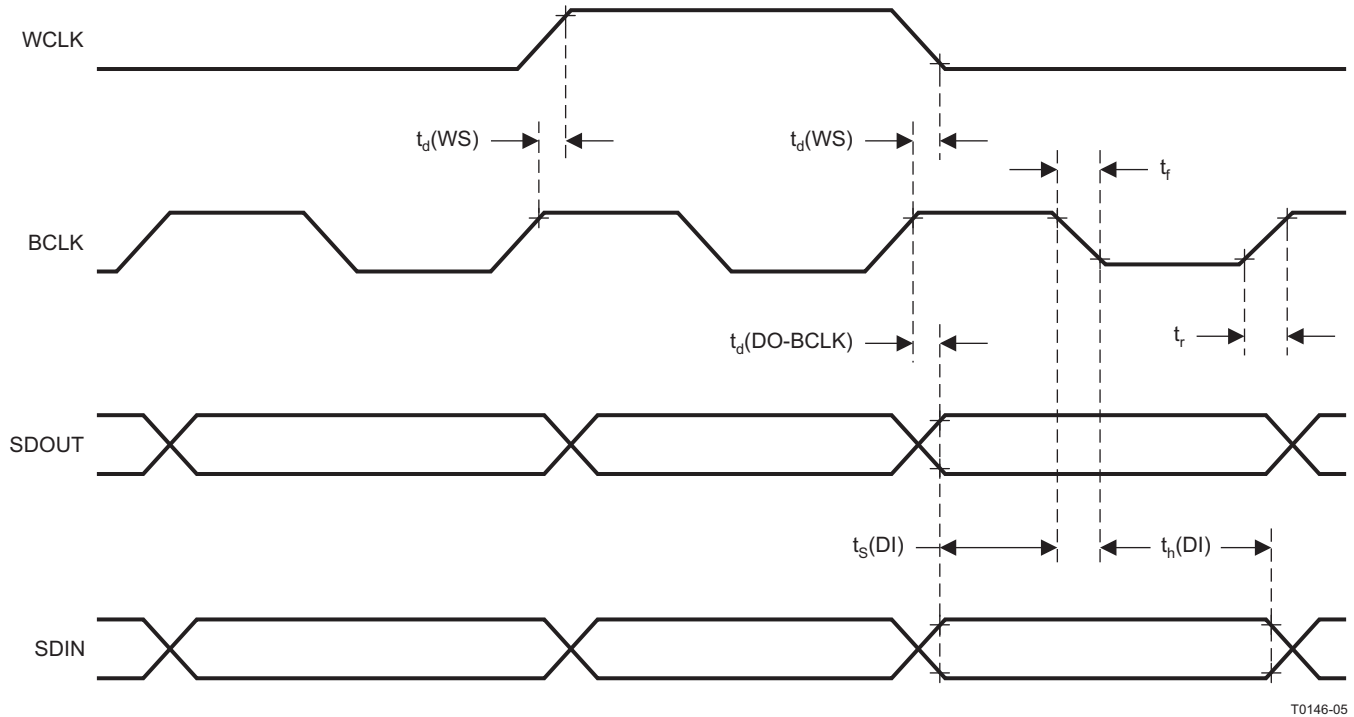 WCLK
t_d(WS)
t_d(WS)
t_f
BCLK
t_d(DO-BCLK)
t_r
SDOUT
t_S(DI)
t_h(DI)
SDIN
T0146-05